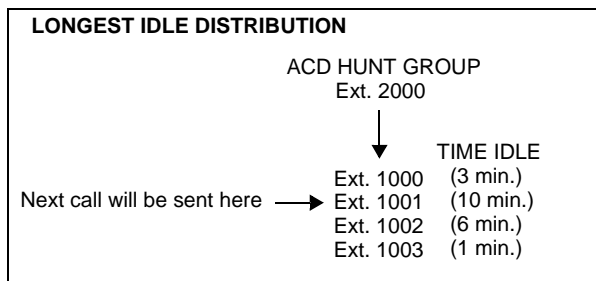 LONGEST IDLE DISTRIBUTION
ACD HUNT GROUP
Ext. 2000
TIME IDLE
Ext. 1000 (3 min.)
Next call will be sent here Ext. 1001 (10 min.)
Ext. 1002 (6 min.)
Ext. 1003 (1 min.)